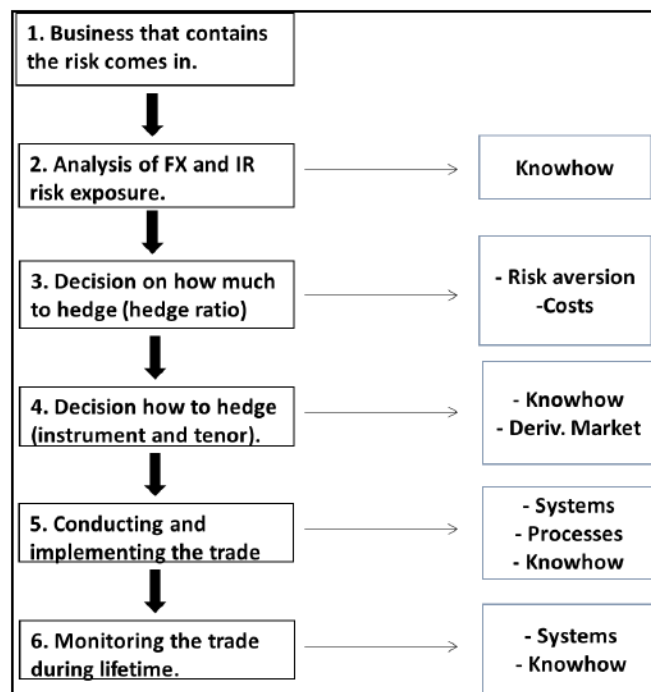 1. Business that contains
the risk comes in.
2. Analysis of FX and IR
risk exposure.
Knowhow
3. Decision on how much
to hedge (hedge ratio)
- Risk aversion
-Costs
4. Decision how to hedge
(instrument and tenor).
- Knowhow
- Deriv. Market
5. Conducting and
implementing the trade
- Systems
- Processes
- Knowhow
6. Monitoring the trade
during lifetime.
- Systems
- Knowhow